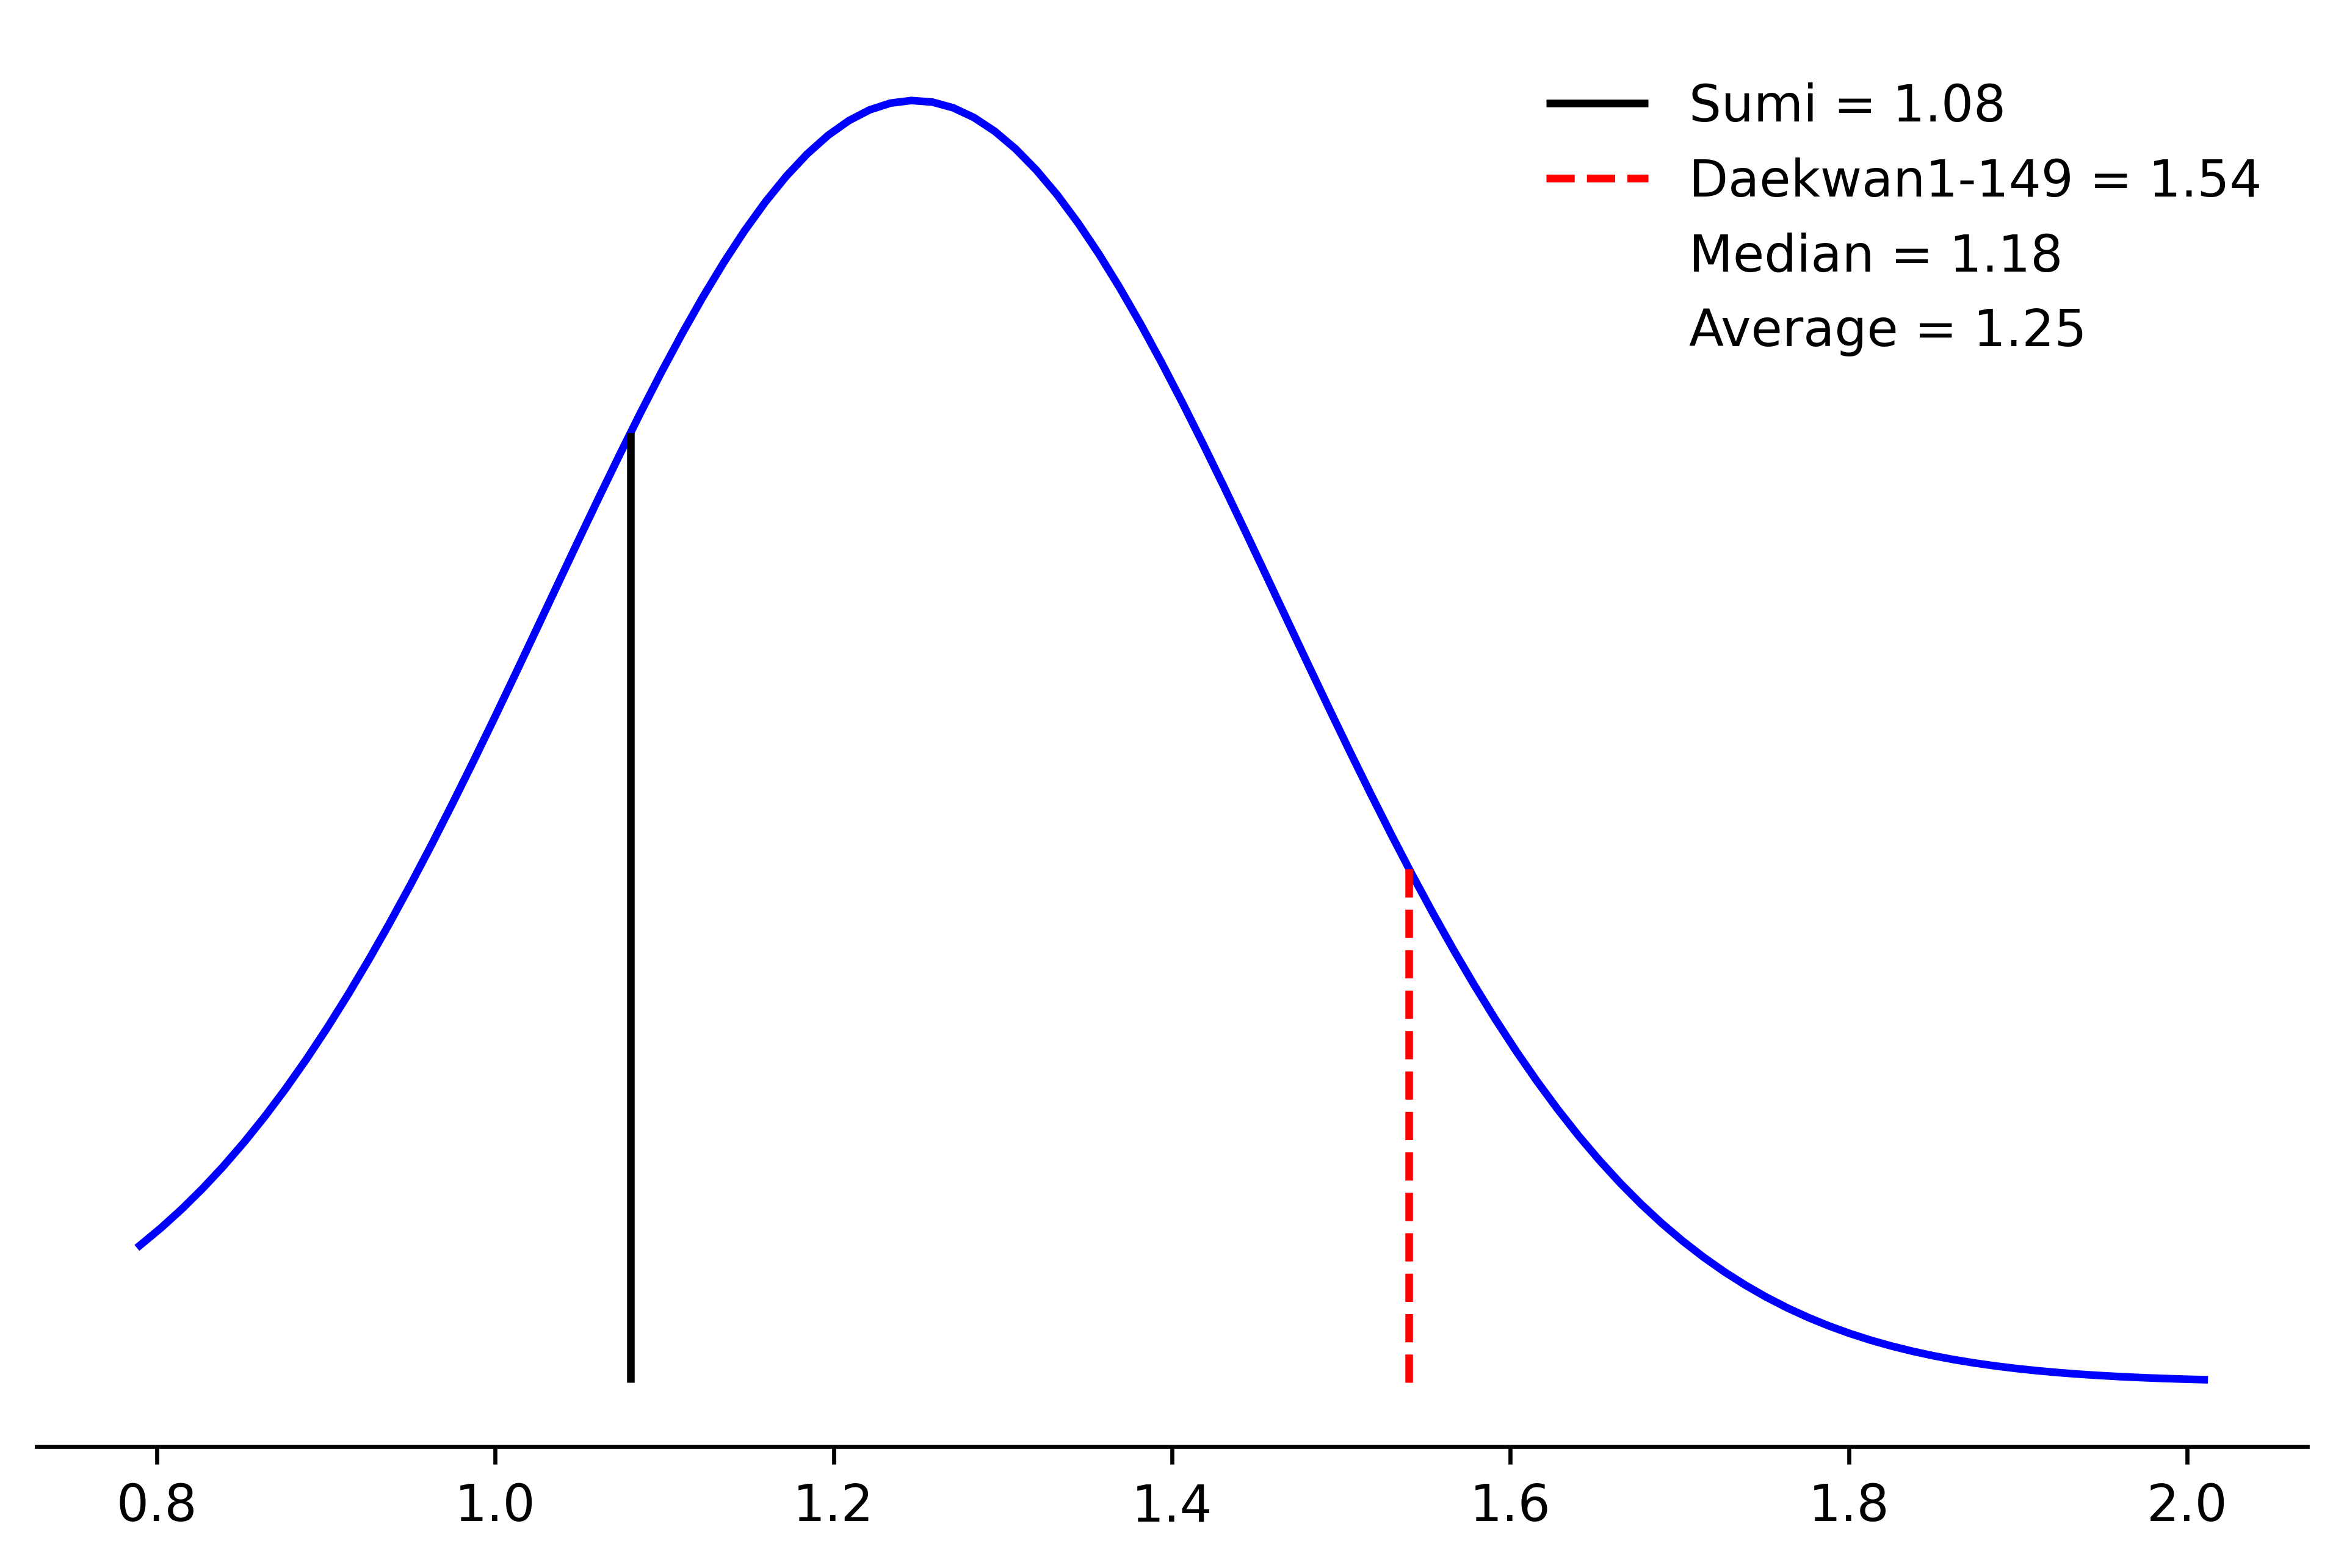 Sumi = 1.08
Daekwan1-149 = 1.54
Median = 1.18
Average = 1.25
0.8 1.0 1.2 1.4 1.6 1.8 2.0